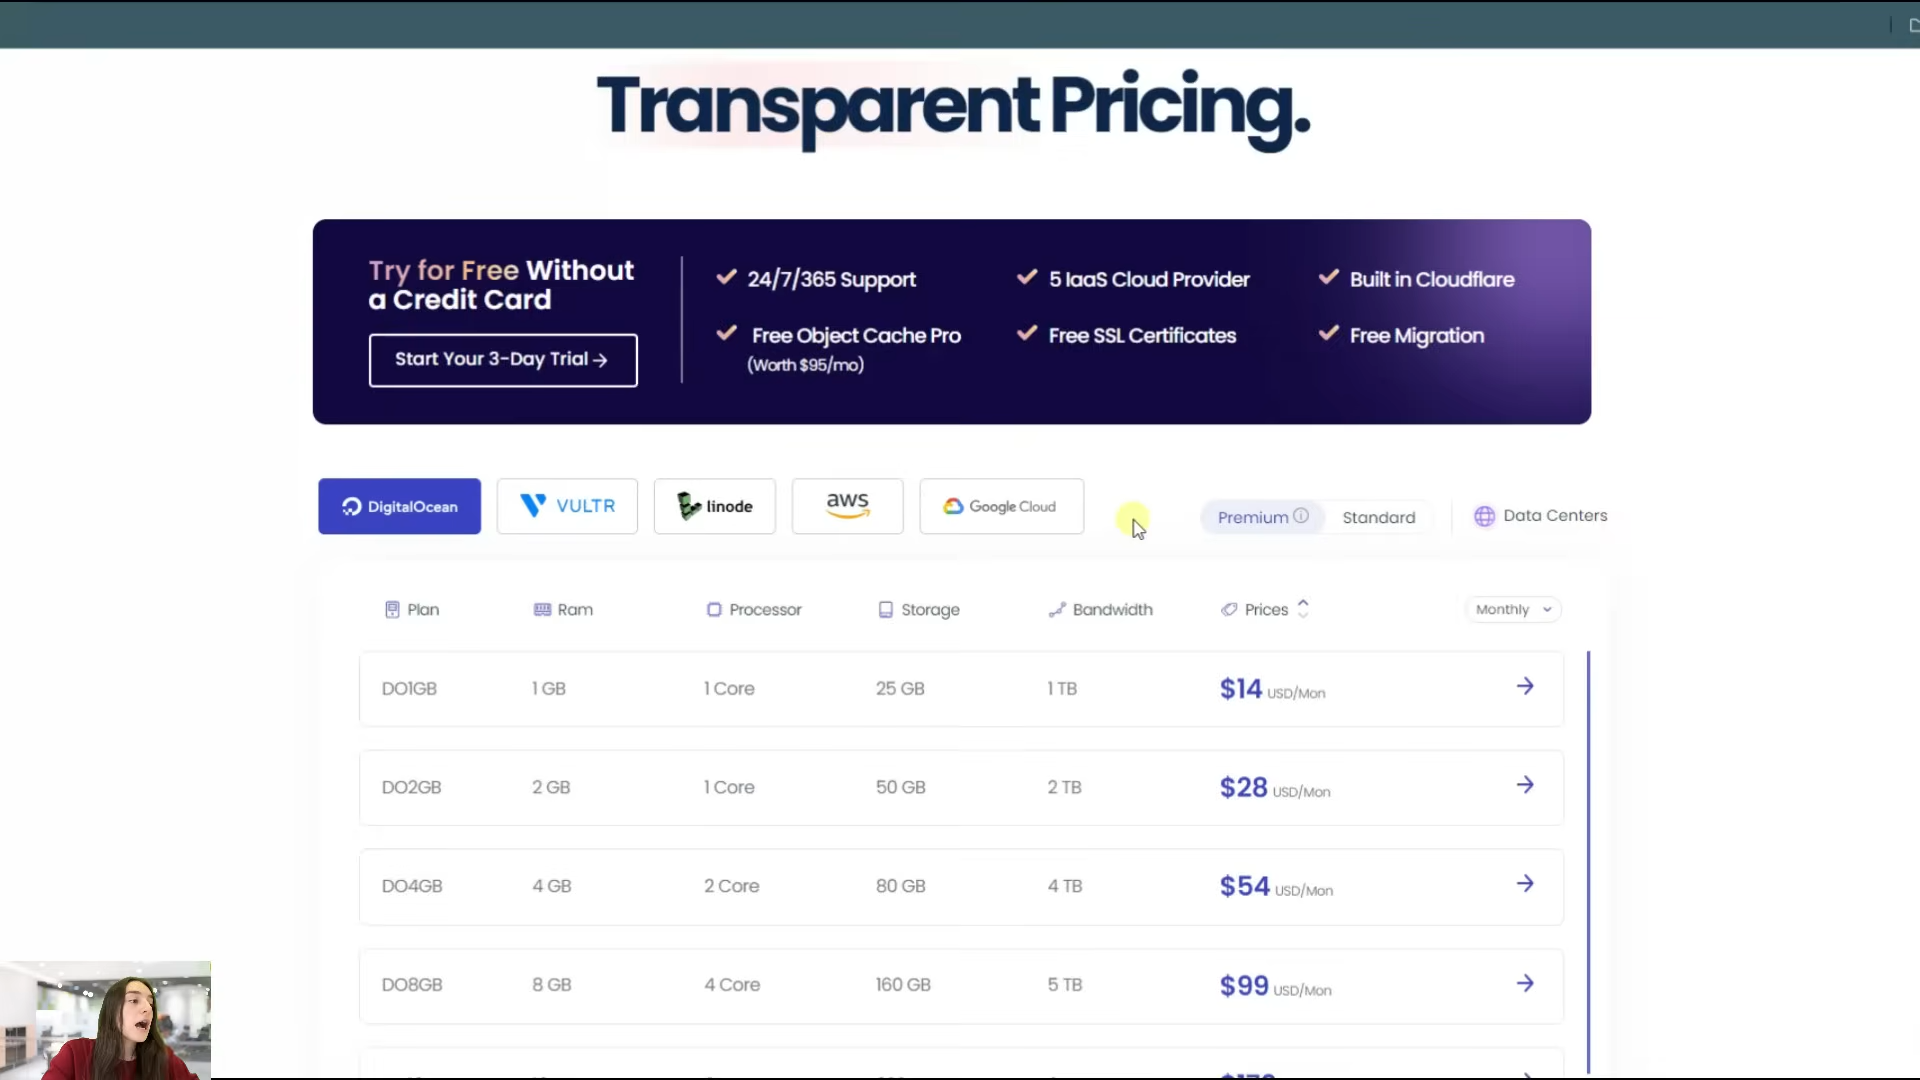 Transparent Pricing.
Try for Free Without
a Credit Card
Start Your 3-Day Trial →
24/7/365 Support
5 IaaS Cloud Provider
Built in Cloudflare
Free Object Cache Pro
(Worth $95/mo)
Free SSL Certificates
Free Migration
DigitalOcean
VULTR
linode
aws
Google Cloud
Premium
Standard
Data Centers
Plan Ram Processor Storage Bandwidth Prices Monthly
DO1GB 1 GB 1 Core 25 GB 1 TB $14 USD/Mon
DO2GB 2 GB 1 Core 50 GB 2 TB $28 USD/Mon
DO4GB 4 GB 2 Core 80 GB 4 TB $54 USD/Mon
DO8GB 8 GB 4 Core 160 GB 5 TB $99 USD/Mon